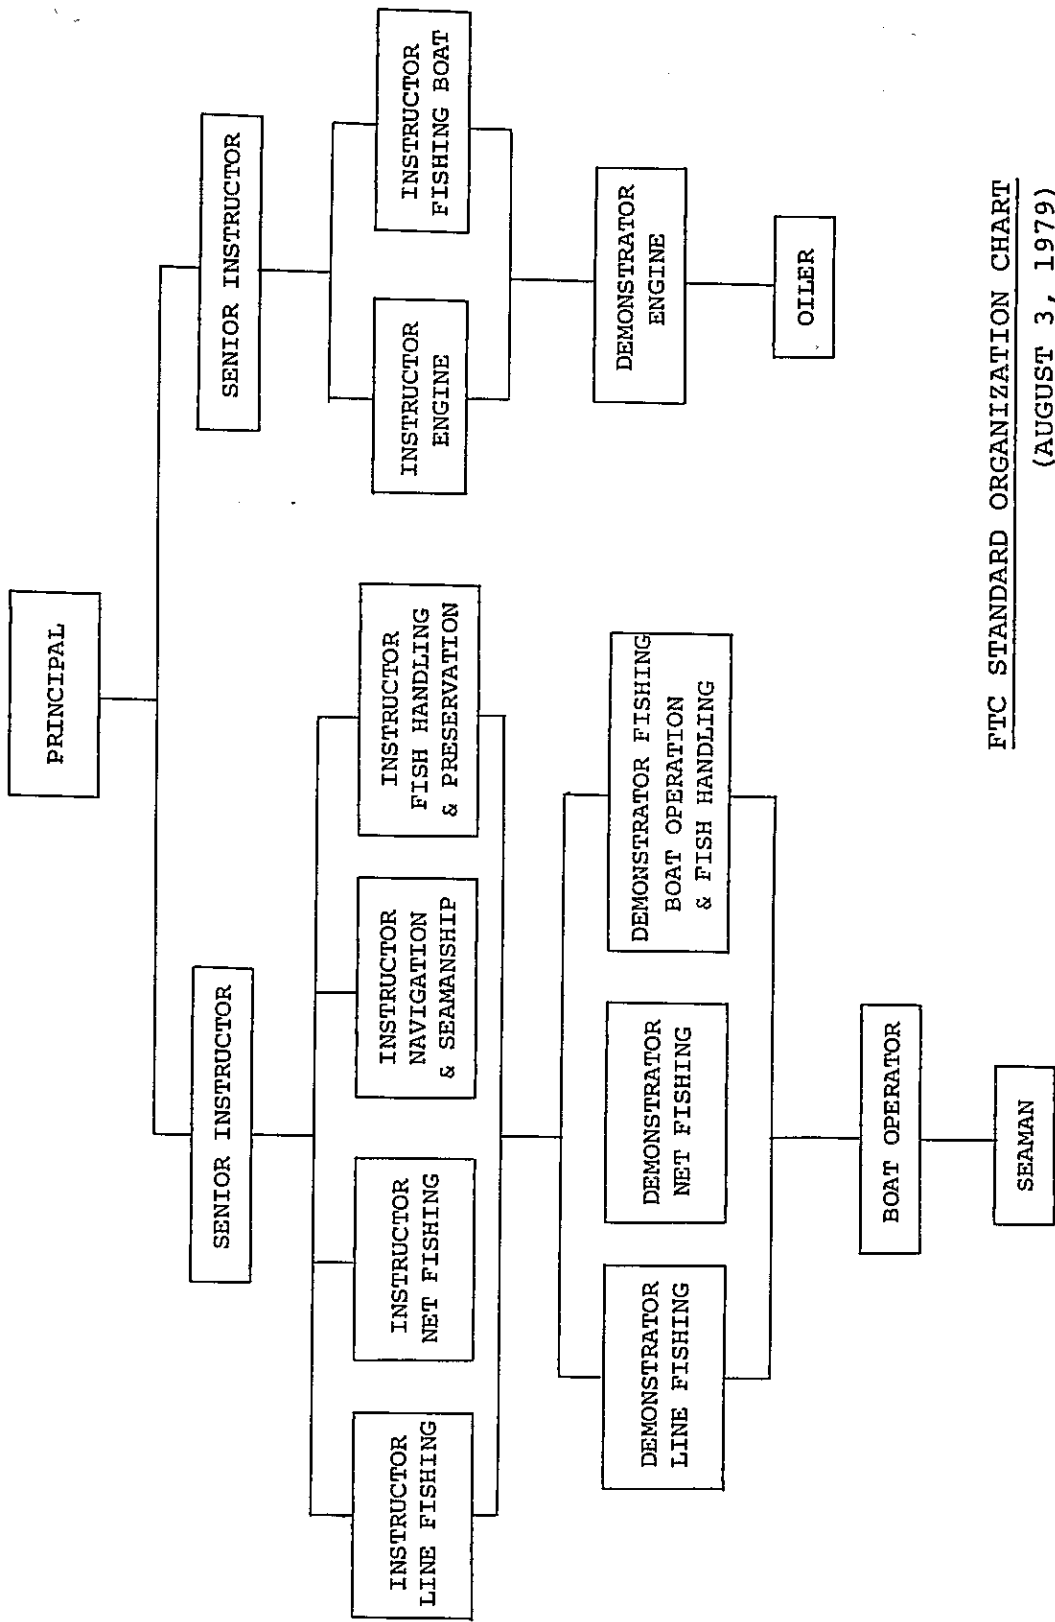 PRINCIPAL
SENIOR INSTRUCTOR
SENIOR INSTRUCTOR
INSTRUCTOR
LINE FISHING
INSTRUCTOR
NET FISHING
INSTRUCTOR
NAVIGATION
& SEAMANSHIP
INSTRUCTOR
FISH HANDLING
& PRESERVATION
INSTRUCTOR
ENGINE
INSTRUCTOR
FISHING BOAT
DEMONSTRATOR
LINE FISHING
DEMONSTRATOR
NET FISHING
DEMONSTRATOR FISHING
BOAT OPERATION
& FISH HANDLING
DEMONSTRATOR
ENGINE
BOAT OPERATOR
OILER
SEAMAN
FTC STANDARD ORGANIZATION CHART
(AUGUST 3, 1979)